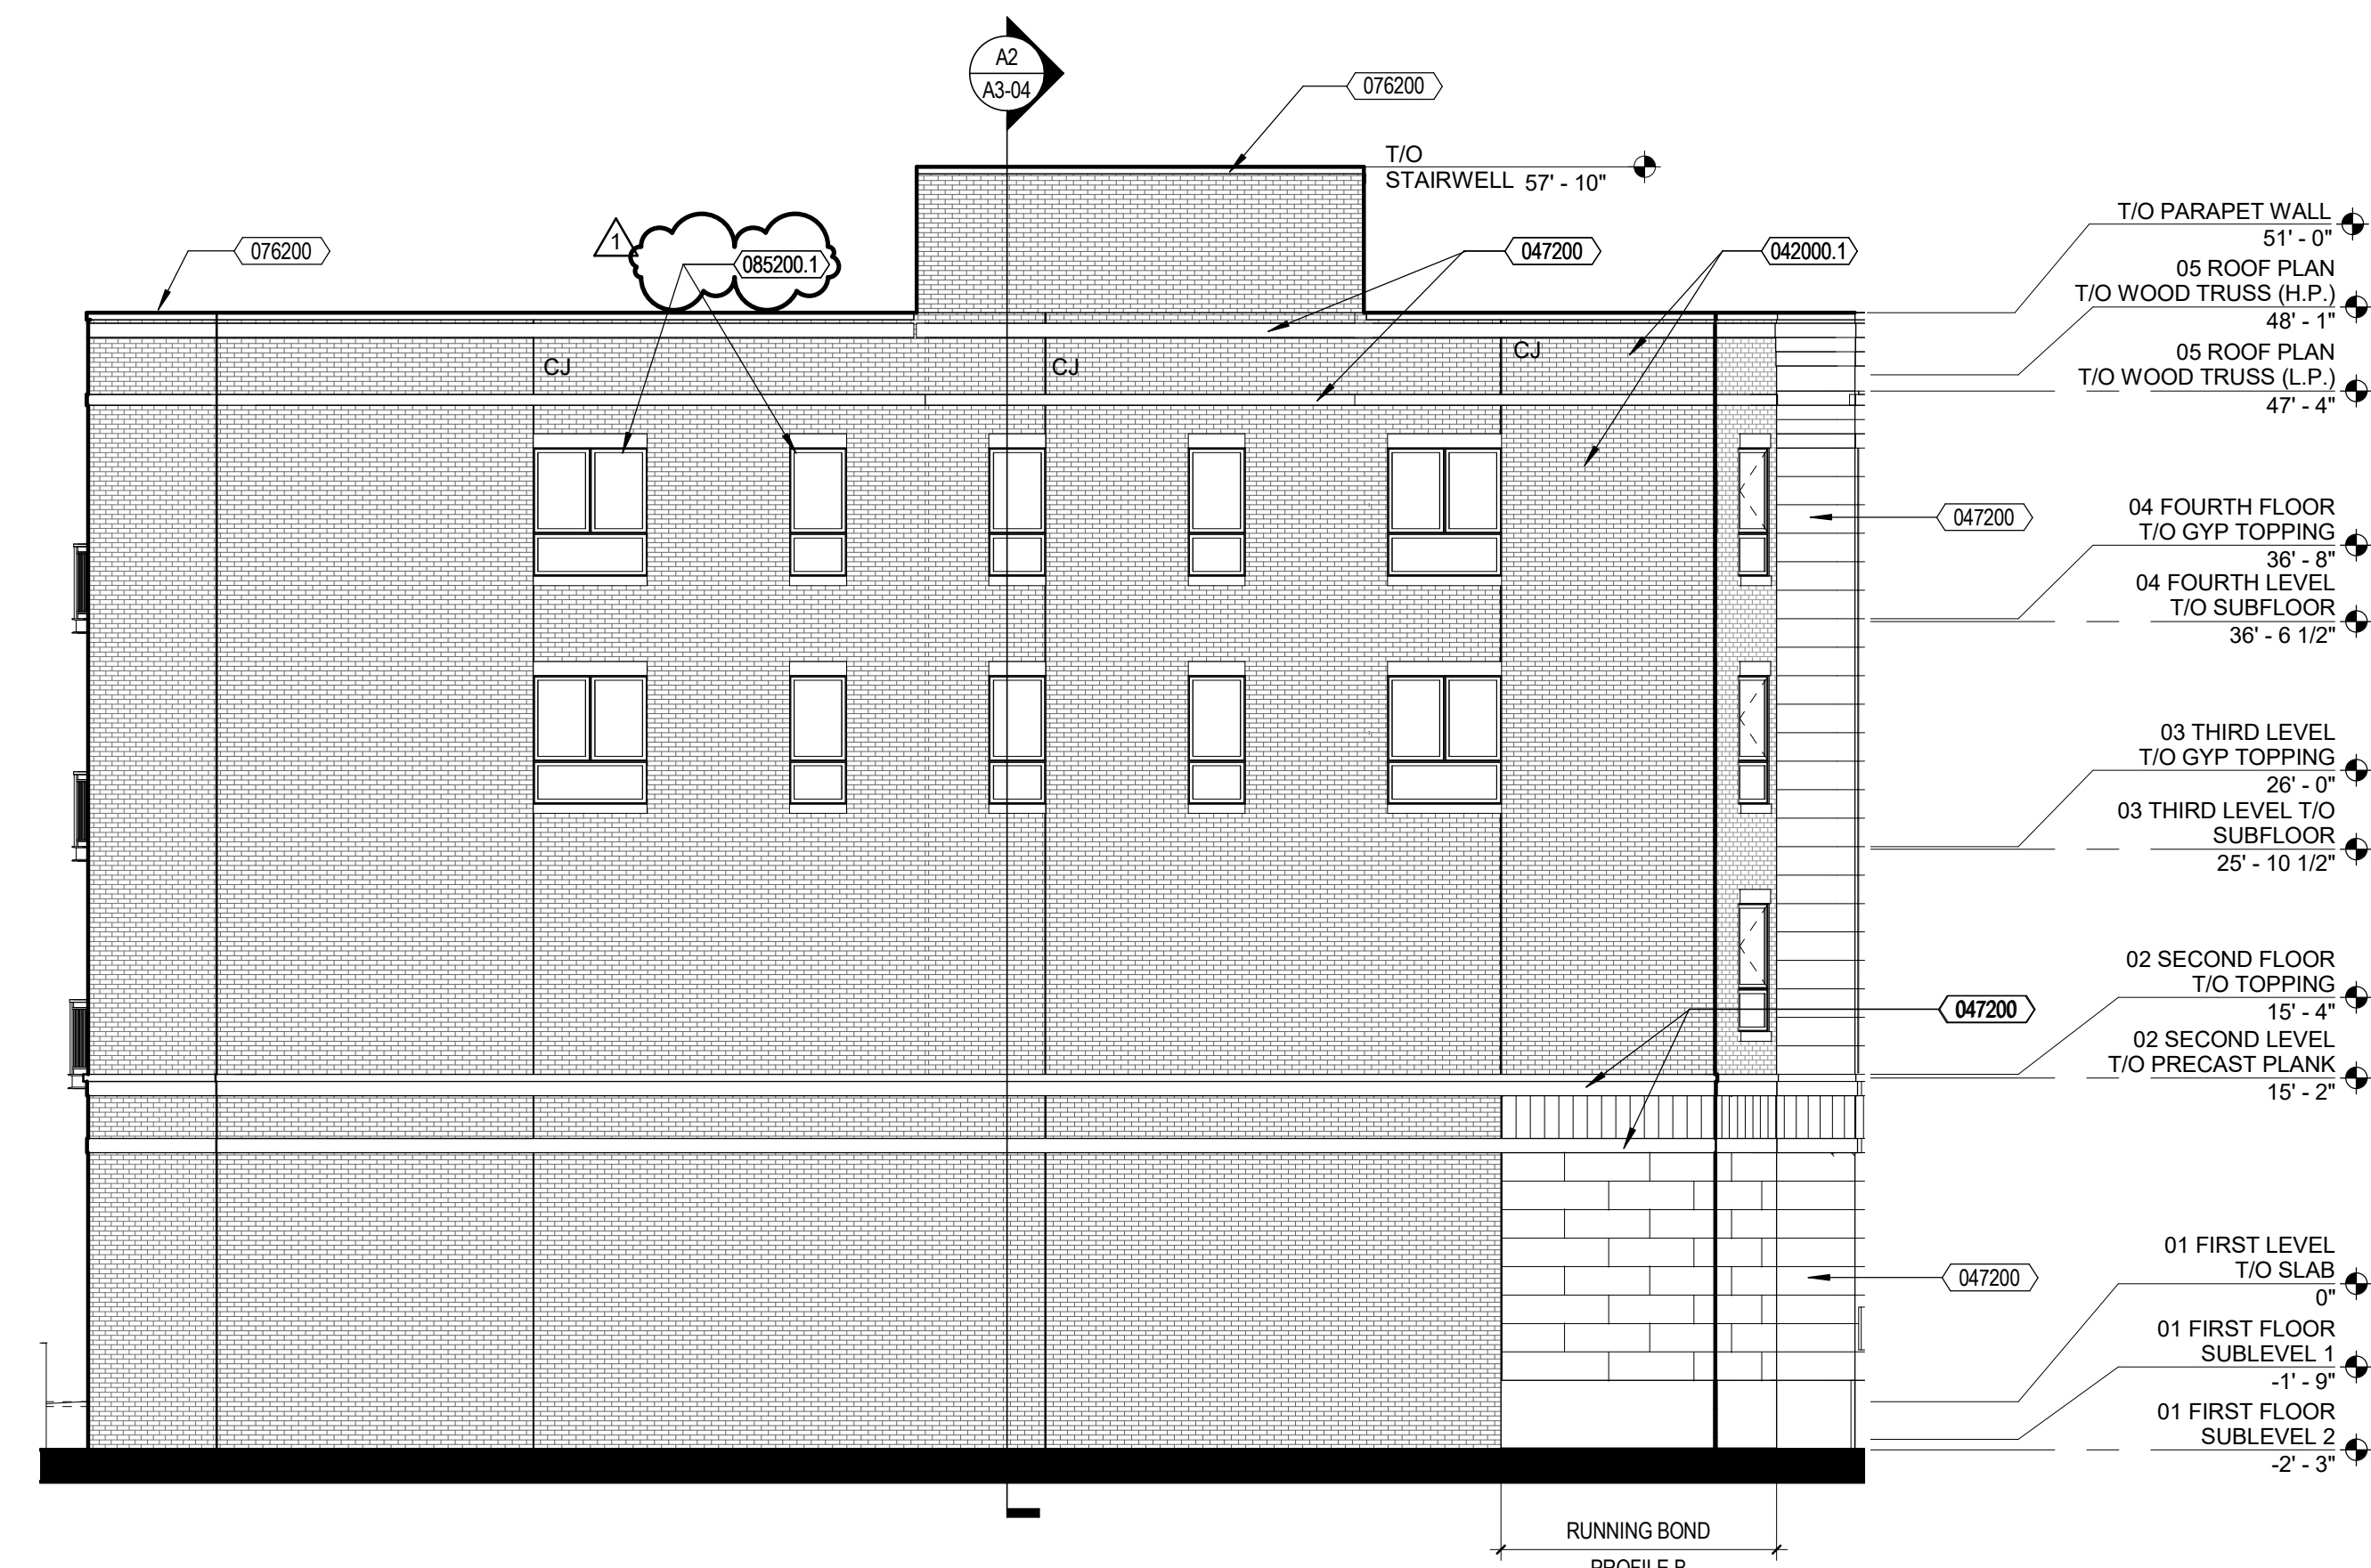 A2
A3-04
076200
T/O
STAIRWELL 57' - 10"
076200
1
085200.1
047200
042000.1
T/O PARAPET WALL
51' - 0"
05 ROOF PLAN
T/O WOOD TRUSS (H.P.)
48' - 1"
05 ROOF PLAN
T/O WOOD TRUSS (L.P.)
47' - 4"
CJ
CJ
CJ
047200
04 FOURTH FLOOR
T/O GYP TOPPING
36' - 8"
04 FOURTH LEVEL
T/O SUBFLOOR
36' - 6 1/2"
03 THIRD LEVEL
T/O GYP TOPPING
26' - 0"
03 THIRD LEVEL T/O
SUBFLOOR
25' - 10 1/2"
047200
02 SECOND FLOOR
T/O TOPPING
15' - 4"
02 SECOND LEVEL
T/O PRECAST PLANK
15' - 2"
047200
01 FIRST LEVEL
T/O SLAB
0"
01 FIRST FLOOR
SUBLEVEL 1
-1' - 9"
01 FIRST FLOOR
SUBLEVEL 2
-2' - 3"
RUNNING BOND
PROFILE B